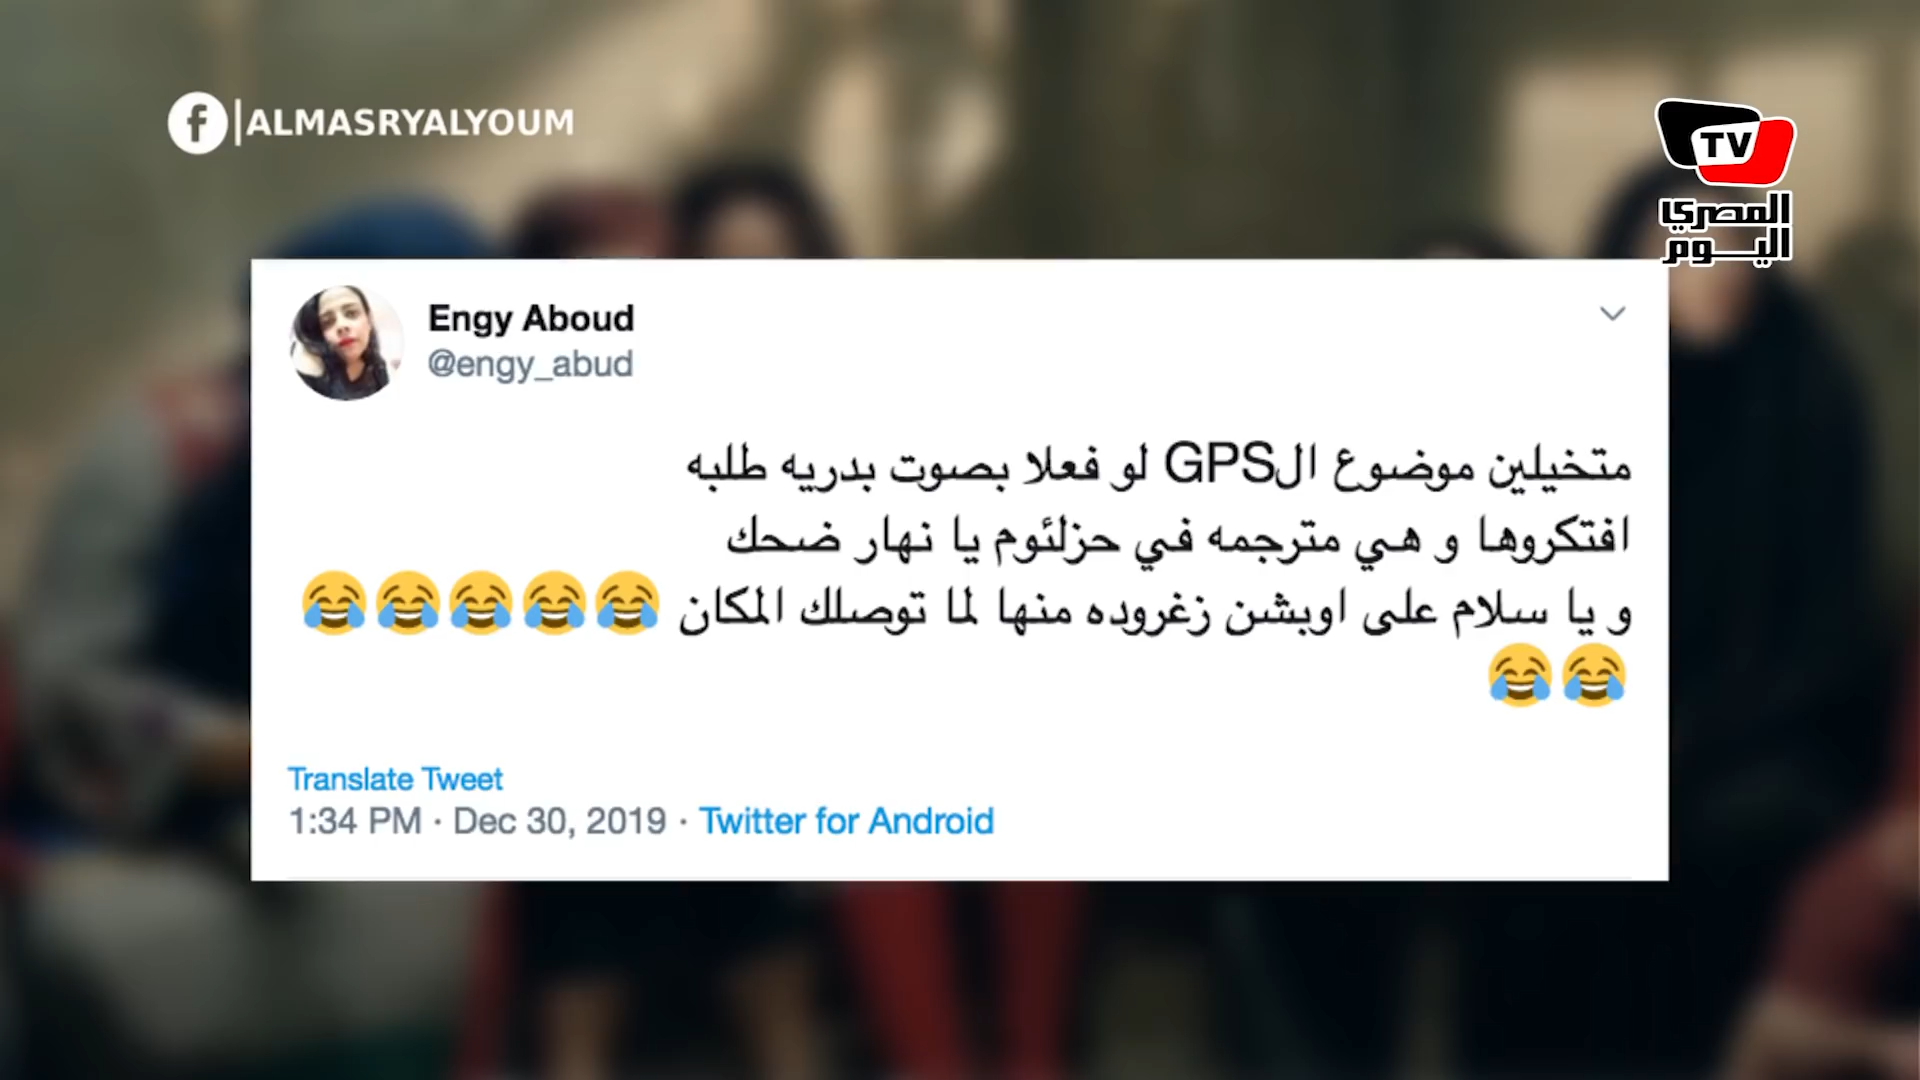 f|ALMASRYALYOUM
TV
المصري
اليوم
Engy Aboud
@engy_abud
متخيلين موضوع الGPS لو فعلا بصوت بدريه طلبه
افتكروها و هي مترجمه في حزلئوم يا نهار ضحك
و يا سلام على اوبشن زغروده منها لما توصلك المكان 😂😂😂😂😂
😂😂
Translate Tweet
1:34 PM · Dec 30, 2019 · Twitter for Android